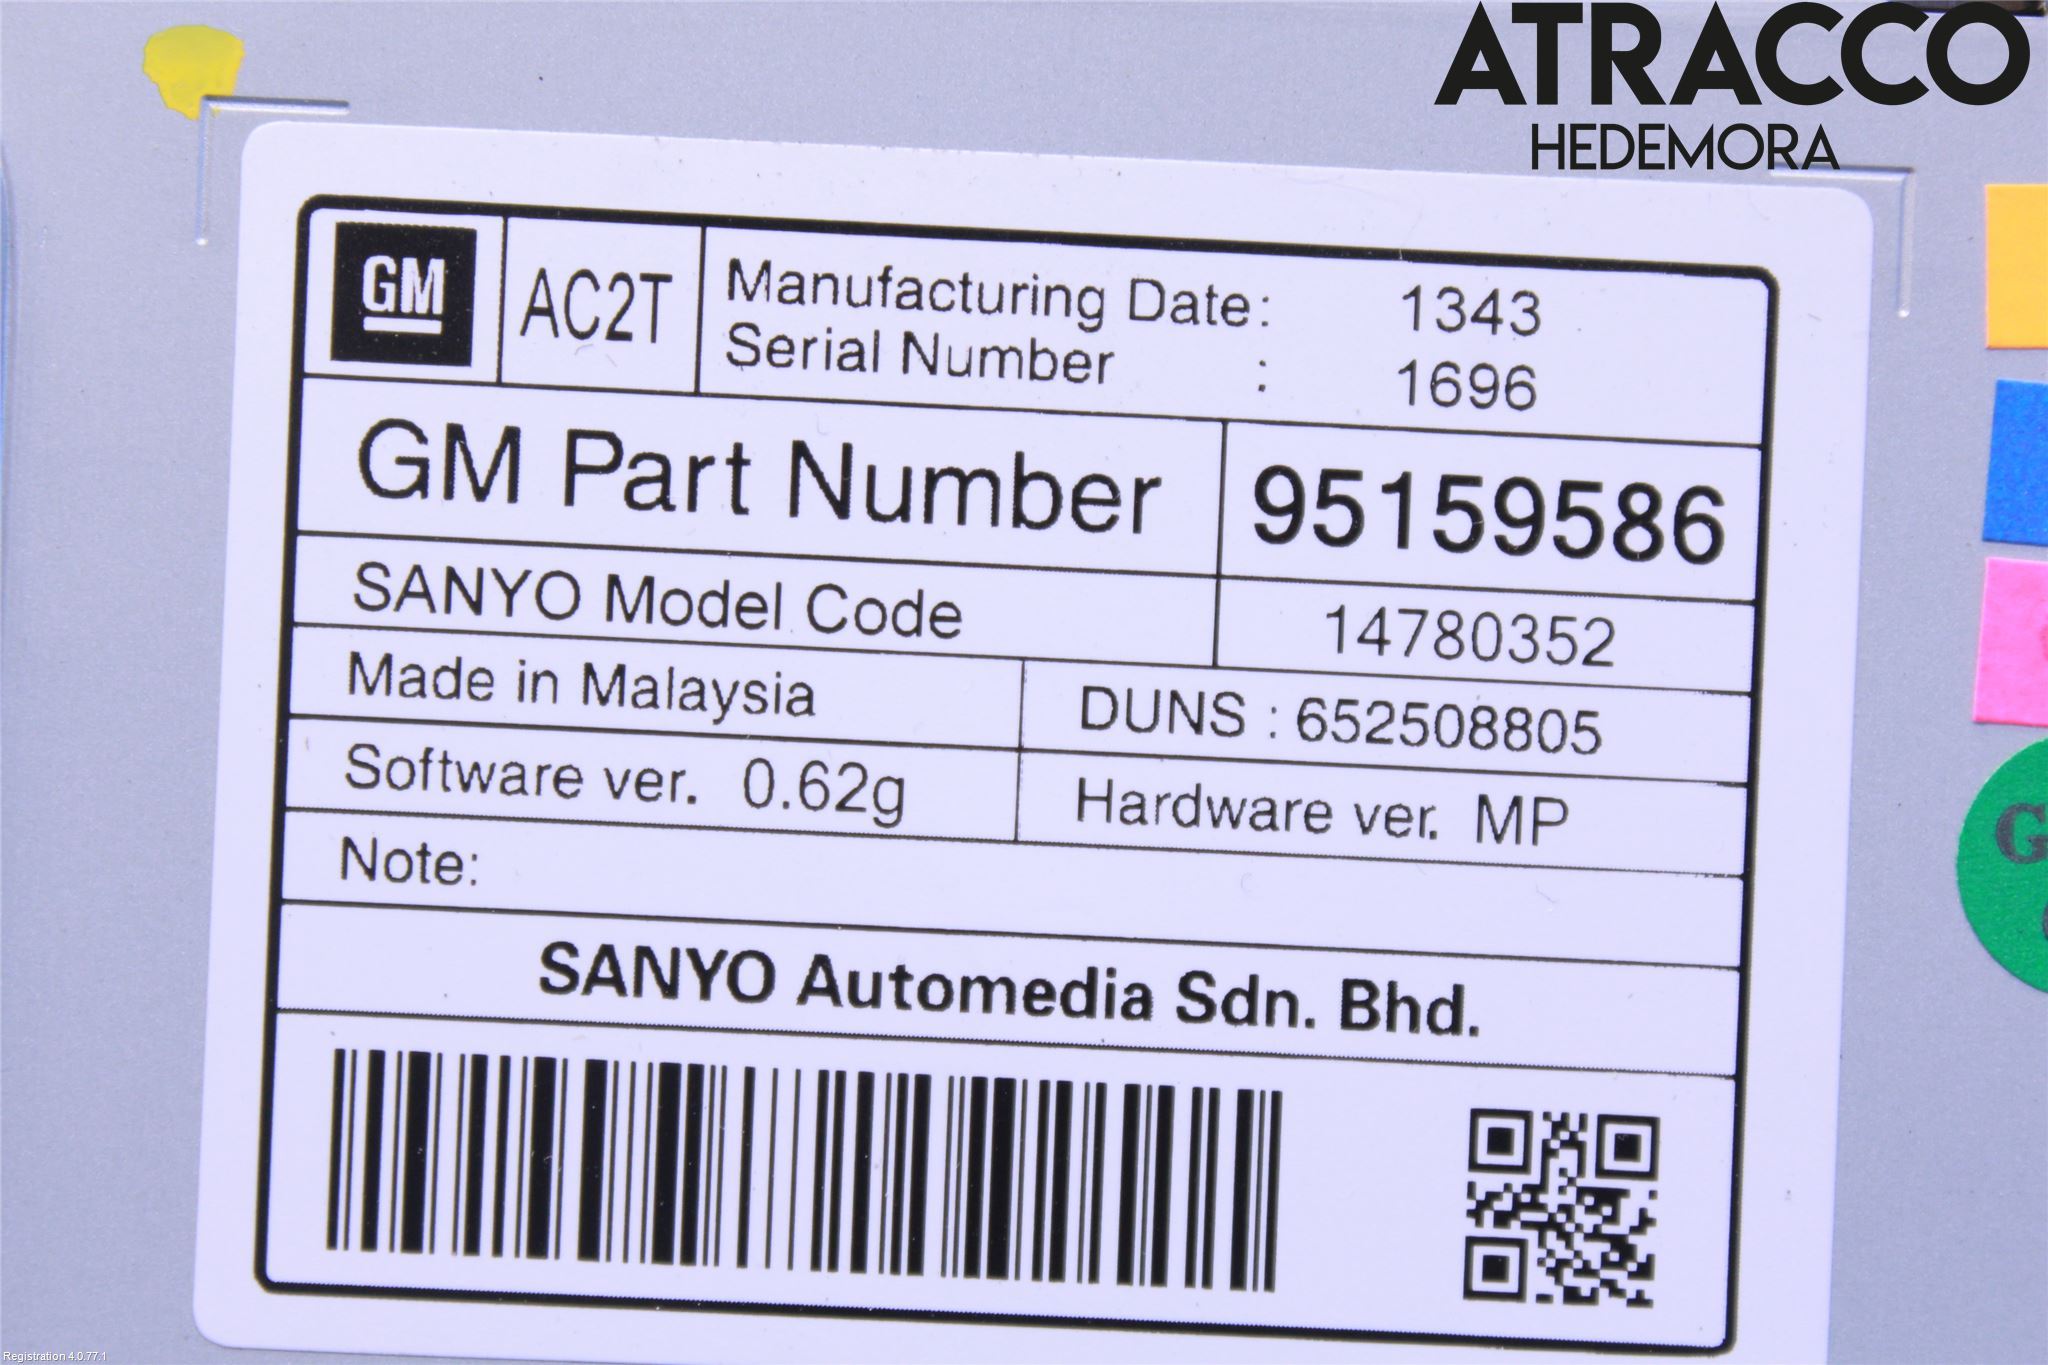 ATRACCO
HEDEMORA
GM AC2T Manufacturing Date: 1343
Serial Number : 1696
GM Part Number 95159586
SANYO Model Code 14780352
Made in Malaysia DUNS : 652508805
Software ver. 0.62g Hardware ver. MP
Note:
SANYO Automedia Sdn. Bhd.
G
Registration 4.0.77.1